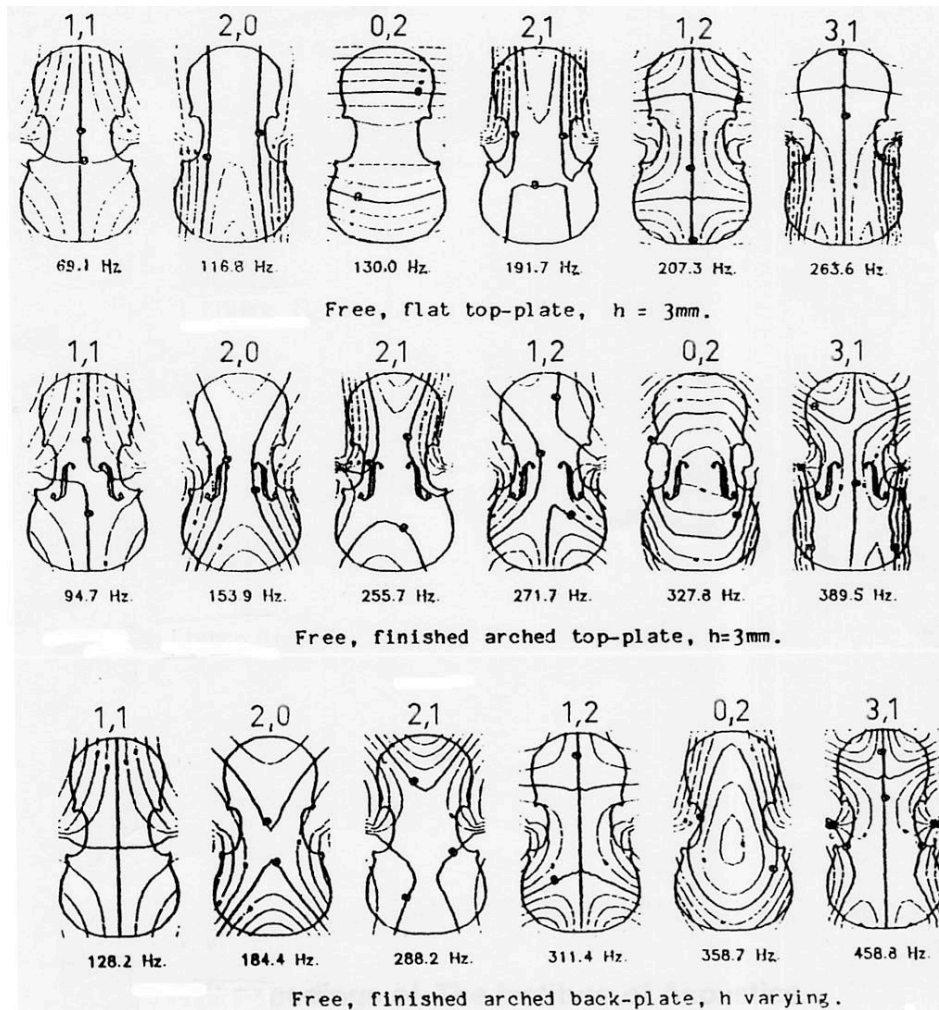 1,1 2,0 0,2 2,1 1,2 3,1
69.1 Hz. 116.8 Hz. 130.0 Hz. 191.7 Hz. 207.3 Hz. 263.6 Hz.
Free, flat top-plate, h = 3mm.
1,1 2,0 2,1 1,2 0,2 3,1
94.7 Hz. 153.9 Hz. 255.7 Hz. 271.7 Hz. 327.8 Hz. 389.5 Hz.
Free, finished arched top-plate, h=3mm.
1,1 2,0 2,1 1,2 0,2 3,1
128.2 Hz. 184.4 Hz. 288.2 Hz. 311.4 Hz. 358.7 Hz. 458.8 Hz.
Free, finished arched back-plate, h varying.